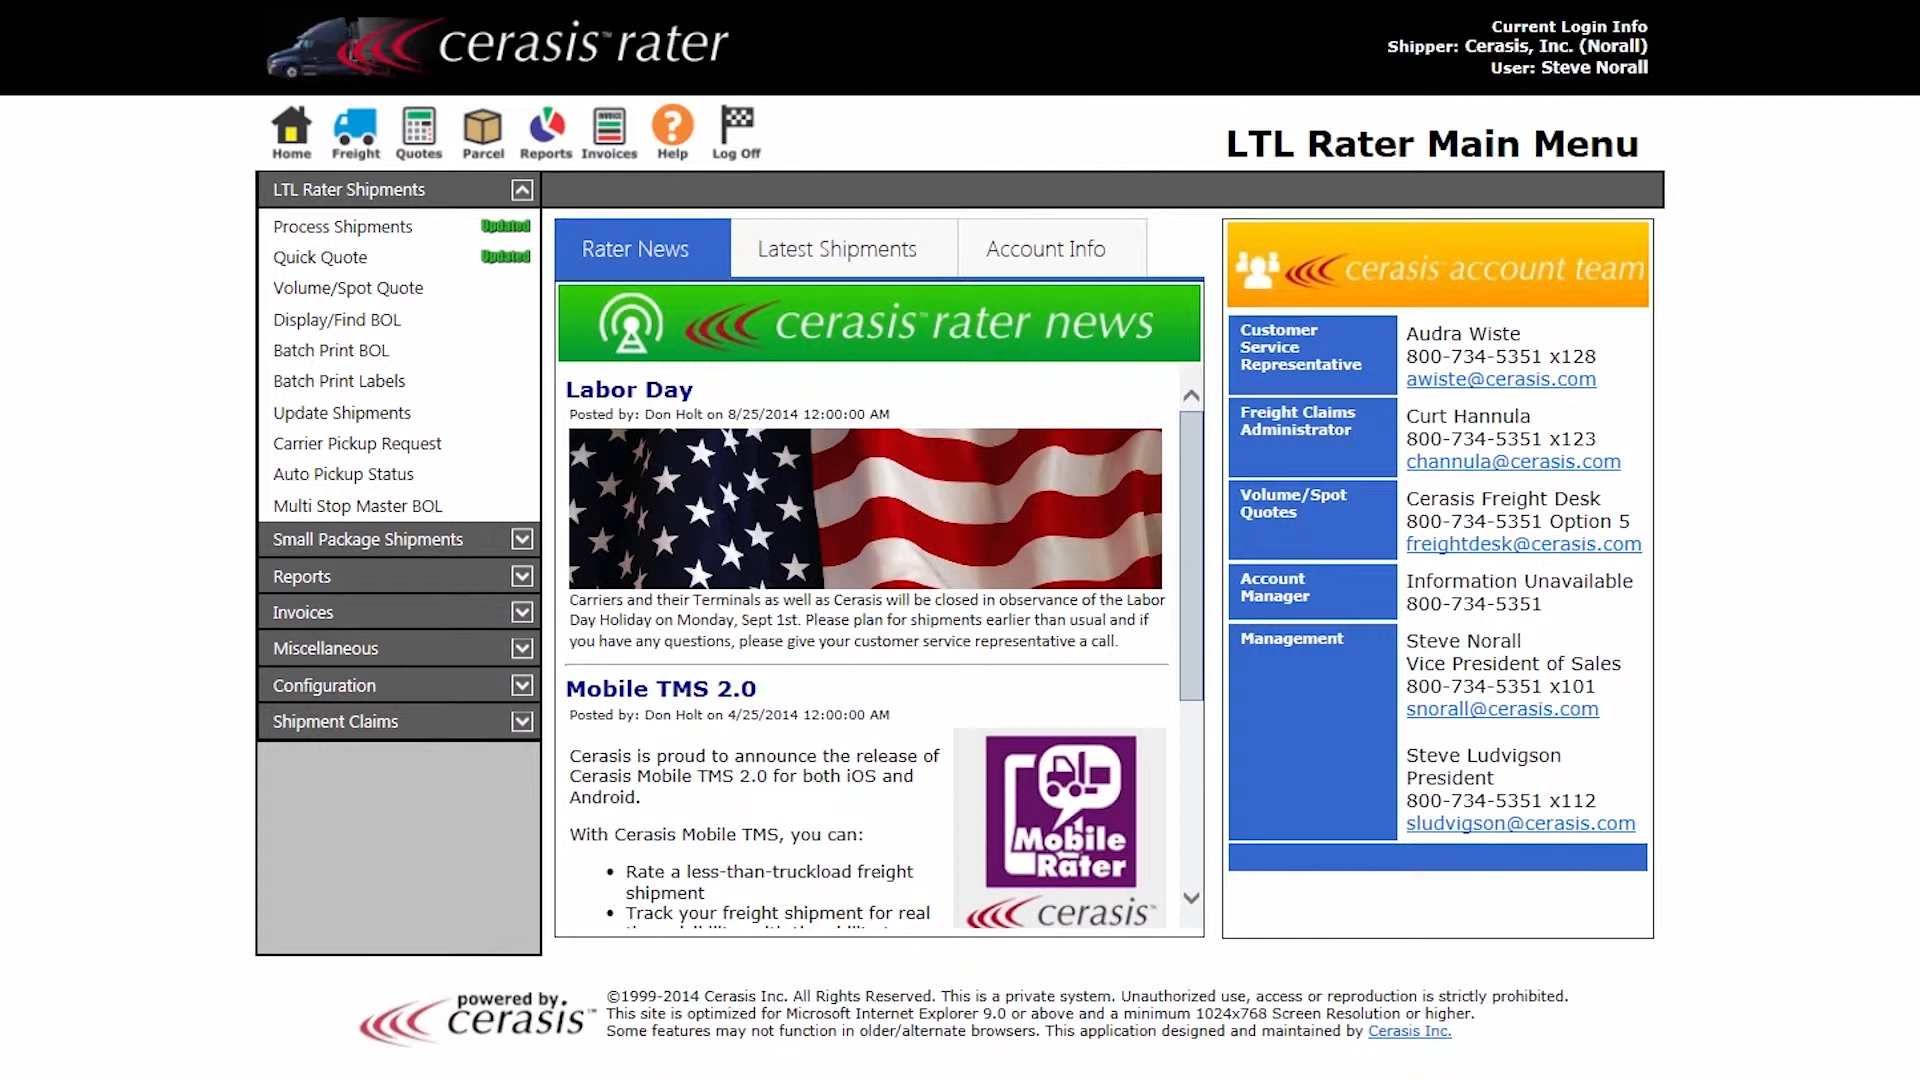 cerasis™ rater
Current Login Info
Shipper: Cerasis, Inc. (Norall)
User: Steve Norall
Home
Freight
Quotes
Parcel
Reports
INVOICE
Invoices
?
Help
Log Off
LTL Rater Main Menu
LTL Rater Shipments
Process Shipments Updated
Quick Quote Updated
Volume/Spot Quote
Display/Find BOL
Batch Print BOL
Batch Print Labels
Update Shipments
Carrier Pickup Request
Auto Pickup Status
Multi Stop Master BOL
Small Package Shipments
Reports
Invoices
Miscellaneous
Configuration
Shipment Claims
Rater News
Latest Shipments
Account Info
cerasis™ rater news
Labor Day
Posted by: Don Holt on 8/25/2014 12:00:00 AM
Carriers and their Terminals as well as Cerasis will be closed in observance of the Labor
Day Holiday on Monday, Sept 1st. Please plan for shipments earlier than usual and if
you have any questions, please give your customer service representative a call.
Mobile TMS 2.0
Posted by: Don Holt on 4/25/2014 12:00:00 AM
Cerasis is proud to announce the release of
Cerasis Mobile TMS 2.0 for both iOS and
Android.
With Cerasis Mobile TMS, you can:
• Rate a less-than-truckload freight
shipment
• Track your freight shipment for real
Mobile
Rater
cerasis™
cerasis™ account team
Customer
Service
Representative
Audra Wiste
800-734-5351 x128
awiste@cerasis.com
Freight Claims
Administrator
Curt Hannula
800-734-5351 x123
channula@cerasis.com
Volume/Spot
Quotes
Cerasis Freight Desk
800-734-5351 Option 5
freightdesk@cerasis.com
Account
Manager
Information Unavailable
800-734-5351
Management
Steve Norall
Vice President of Sales
800-734-5351 x101
snorall@cerasis.com
Steve Ludvigson
President
800-734-5351 x112
sludvigson@cerasis.com
powered by
cerasis™
©1999-2014 Cerasis Inc. All Rights Reserved. This is a private system. Unauthorized use, access or reproduction is strictly prohibited.
This site is optimized for Microsoft Internet Explorer 9.0 or above and a minimum 1024x768 Screen Resolution or higher.
Some features may not function in older/alternate browsers. This application designed and maintained by Cerasis Inc.